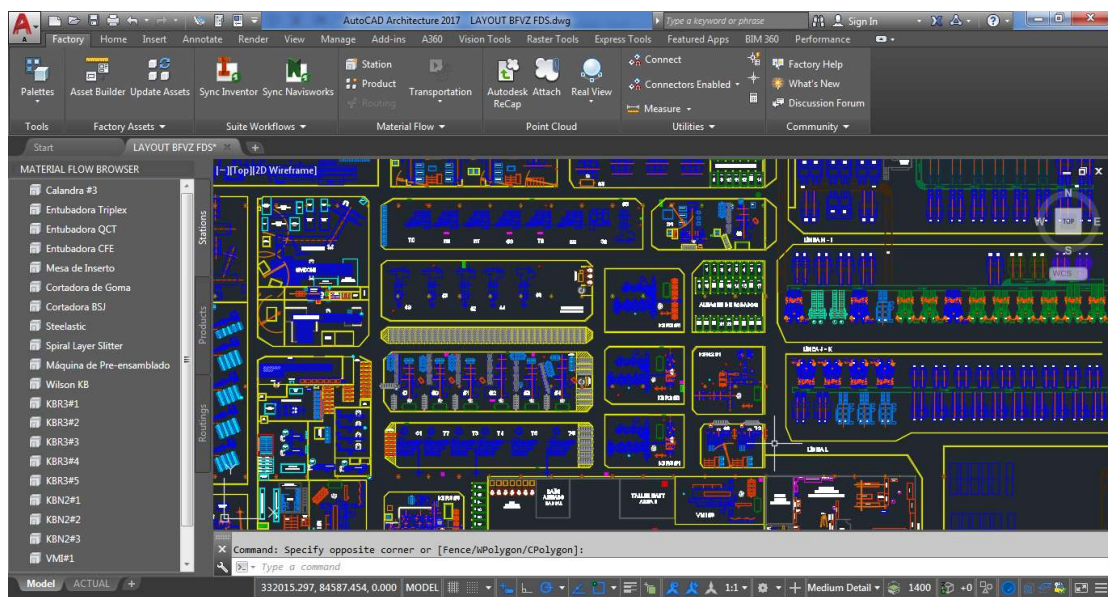 AutoCAD Architecture 2017 LAYOUT BFVZ FDS.dwg
Type a keyword or phrase
Sign In
Factory Home Insert Annotate Render View Manage Add-ins A360 Vision Tools Raster Tools Express Tools Featured Apps BIM 360 Performance
Palettes
Asset Builder Update Assets
Sync Inventor Sync Navisworks
Station
Product
Routing
Transportation
Autodesk ReCap
Attach
Real View
Connect
Connectors Enabled
Measure
Factory Help
What's New
Discussion Forum
Tools
Factory Assets
Suite Workflows
Material Flow
Point Cloud
Utilities
Community
Start
LAYOUT BFVZ FDS*
MATERIAL FLOW BROWSER
Calandra #3
Entubadora Triplex
Entubadora QCT
Entubadora CFE
Mesa de Inserto
Cortadora de Goma
Cortadora BSJ
Steelastic
Spiral Layer Slitter
Máquina de Pre-ensamblado
Wilson KB
KBR3#1
KBR3#2
KBR3#3
KBR3#4
KBR3#5
KBN2#1
KBN2#2
KBN2#3
VMI#1
Stations
Products
Routings
[−][Top][2D Wireframe]
N
W
TOP
E
S
WCS
LÍNEA H - I
LÍNEA J - K
LÍNEA L
Command: Specify opposite corner or [Fence/WPolygon/CPolygon]:
Type a command
Model ACTUAL
332015.297, 84587.454, 0.000 MODEL
1:1
Medium Detail
1400
+0